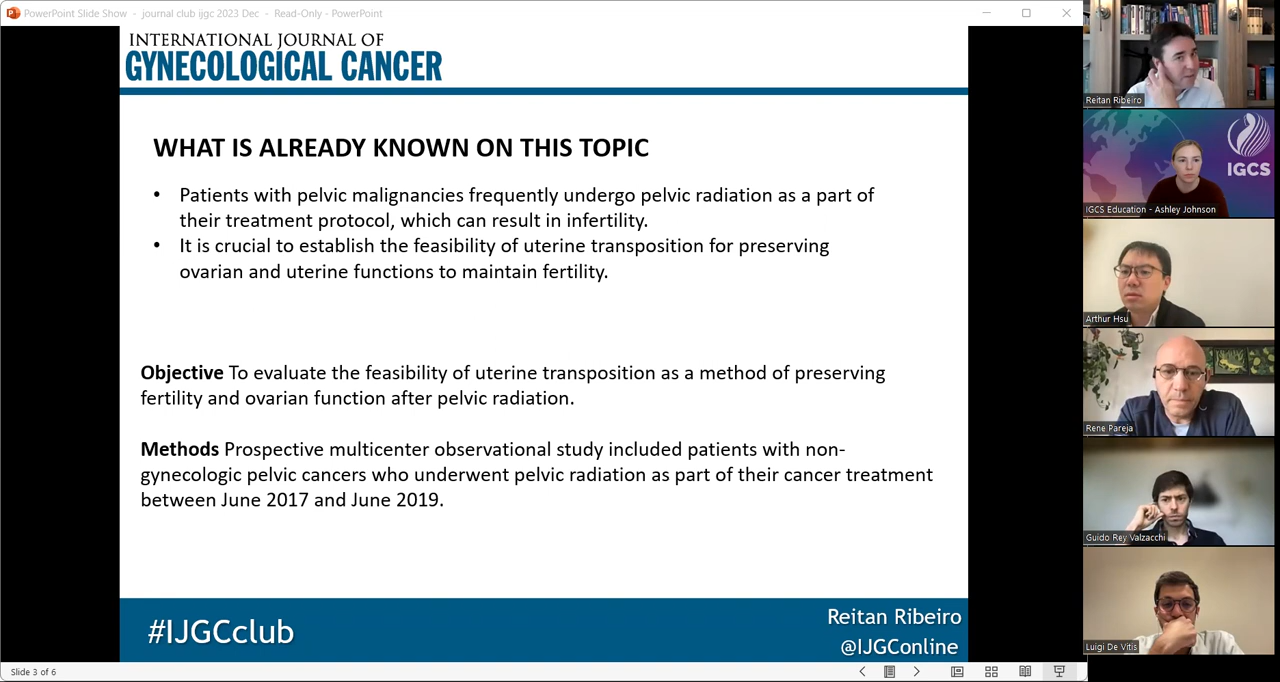 PowerPoint Slide Show - journal club ijgc 2023 Dec - Read-Only - PowerPoint
INTERNATIONAL JOURNAL OF
GYNECOLOGICAL CANCER
WHAT IS ALREADY KNOWN ON THIS TOPIC
• Patients with pelvic malignancies frequently undergo pelvic radiation as a part of
their treatment protocol, which can result in infertility.
• It is crucial to establish the feasibility of uterine transposition for preserving
ovarian and uterine functions to maintain fertility.
Objective To evaluate the feasibility of uterine transposition as a method of preserving
fertility and ovarian function after pelvic radiation.
Methods Prospective multicenter observational study included patients with non-
gynecologic pelvic cancers who underwent pelvic radiation as part of their cancer treatment
between June 2017 and June 2019.
#IJGCclub
Reitan Ribeiro
@IJGConline
Slide 3 of 6
Reitan Ribeiro
IGCS
IGCS Education - Ashley Johnson
Arthur Hsu
Rene Pareja
Guido Rey Valzacchi
Luigi De Vitis